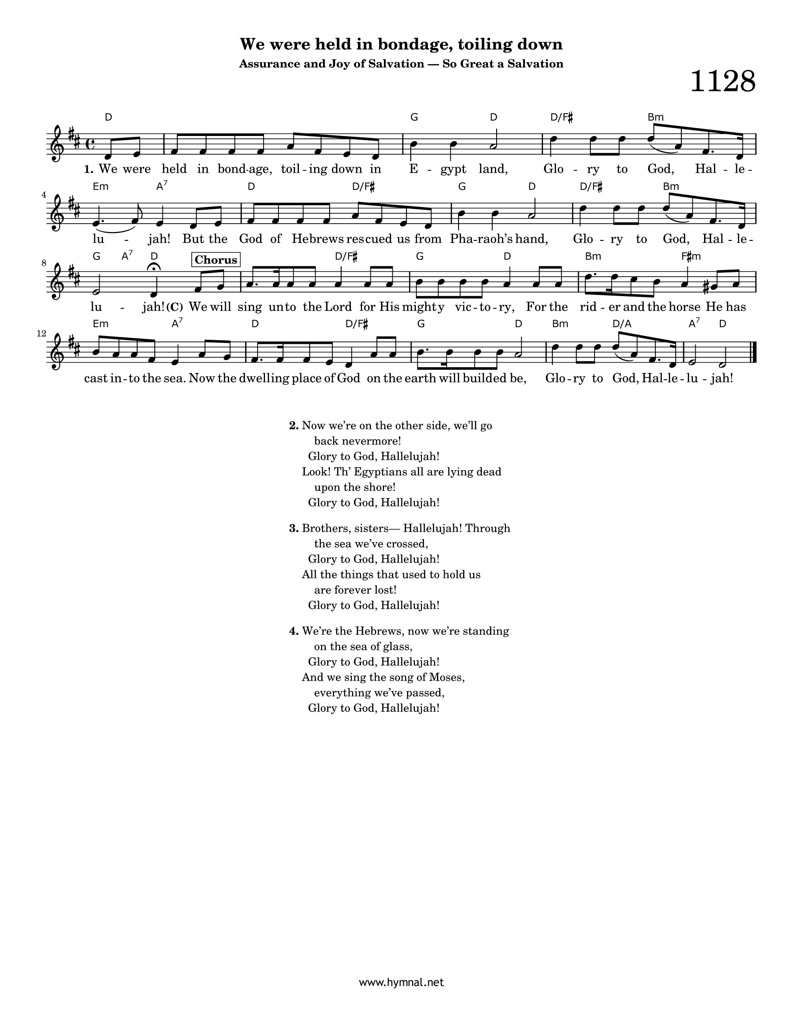 We were held in bondage, toiling down
Assurance and Joy of Salvation — So Great a Salvation
1128
D G D D/F♯ Bm
1. We were held in bond-age, toil-ing down in E - gypt land, Glo - ry to God, Hal - le-
4 Em A7 D D/F♯ G D D/F♯ Bm
lu - jah! But the God of Hebrews rescued us from Pha-raoh's hand, Glo - ry to God, Hal - le-
8 G A7 D Chorus D/F♯ G D Bm F♯m
lu - jah! (C) We will sing unto the Lord for His mighty vic-to-ry, For the rid-er and the horse He has
12 Em A7 D D/F♯ G D Bm D/A A7 D
cast in-to the sea. Now the dwelling place of God on the earth will builded be, Glo-ry to God, Hal-le-lu - jah!
2. Now we're on the other side, we'll go
back nevermore!
Glory to God, Hallelujah!
Look! Th' Egyptians all are lying dead
upon the shore!
Glory to God, Hallelujah!
3. Brothers, sisters— Hallelujah! Through
the sea we've crossed,
Glory to God, Hallelujah!
All the things that used to hold us
are forever lost!
Glory to God, Hallelujah!
4. We're the Hebrews, now we're standing
on the sea of glass,
Glory to God, Hallelujah!
And we sing the song of Moses,
everything we've passed,
Glory to God, Hallelujah!
www.hymnal.net